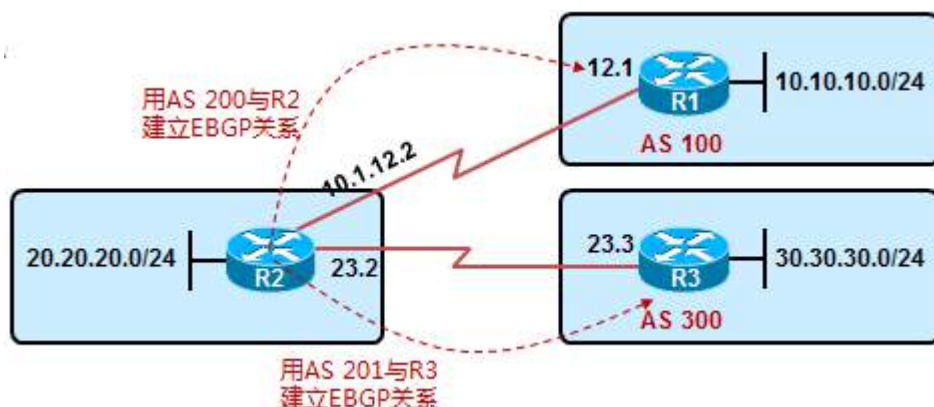 12.1
R1
10.10.10.0/24
AS 100
用AS 200与R2
建立EBGP关系
10.1.12.2
20.20.20.0/24
R2
23.2
23.3
R3
30.30.30.0/24
AS 300
用AS 201与R3
建立EBGP关系